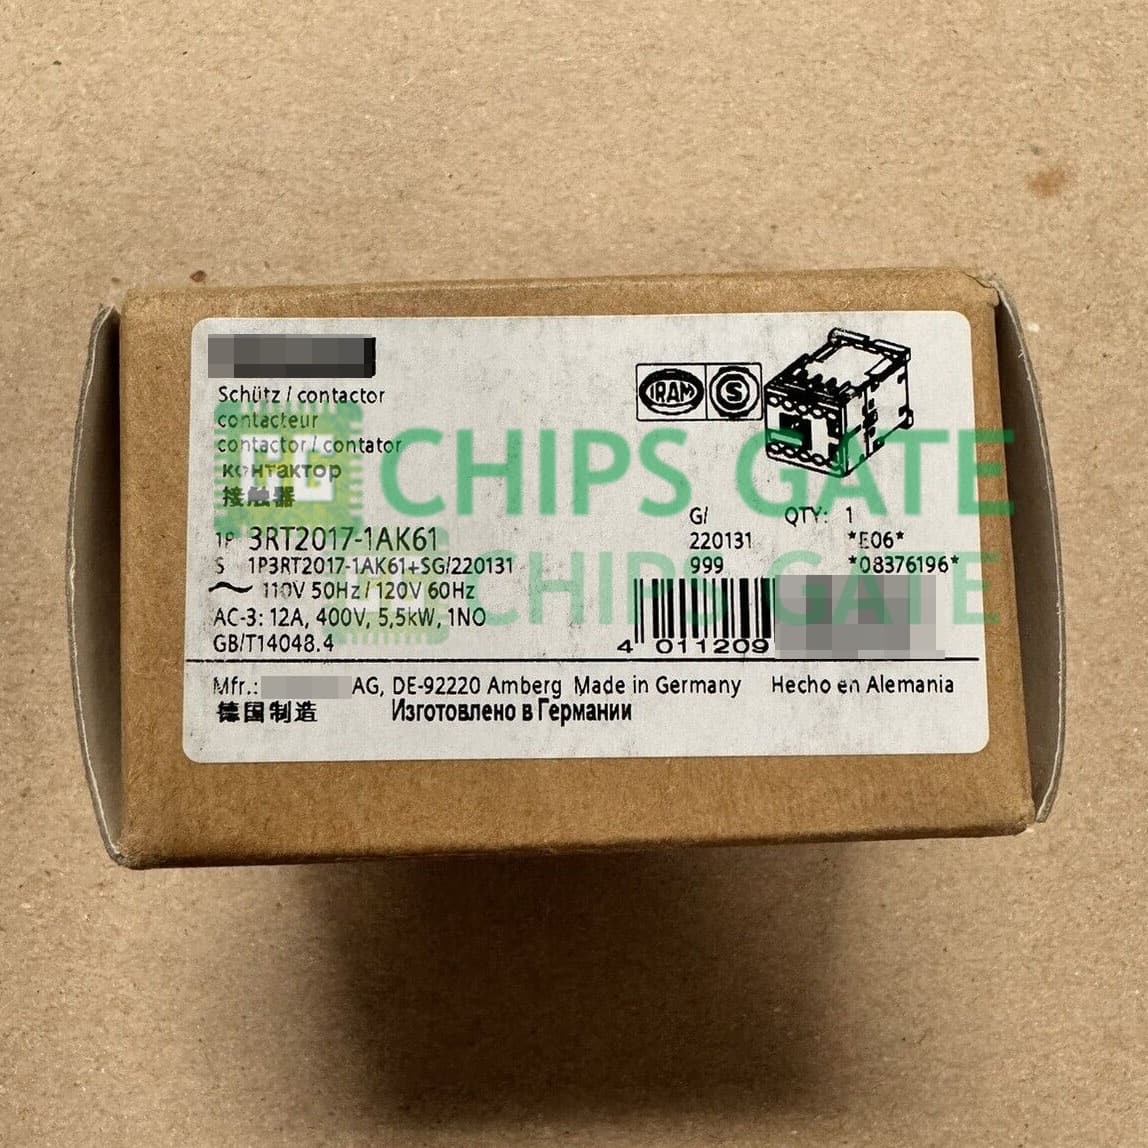 Schütz / contactor
contacteur
contactor / contator
контактор
接触器
1P 3RT2017-1AK61
S 1P3RT2017-1AK61+SG/220131
~ 110V 50Hz / 120V 60Hz
AC-3: 12A, 400V, 5,5kW, 1NO
GB/T14048.4
IRAM S
G/ QTY: 1
220131 *E06*
999 *08376196*
4 011209
Mfr.: AG, DE-92220 Amberg Made in Germany Hecho en Alemania
德国制造 Изготовлено в Германии
CHIPS GATE
CHIPS GATE